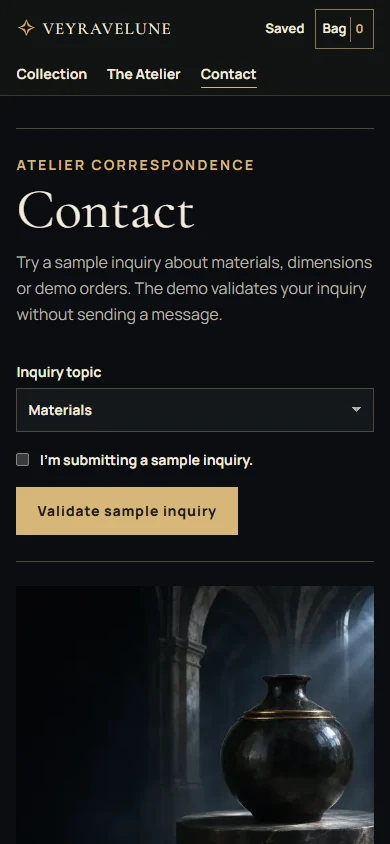 VEYRAVELUNE
Saved
Bag 0
Collection The Atelier Contact
ATELIER CORRESPONDENCE
Contact
Try a sample inquiry about materials, dimensions
or demo orders. The demo validates your inquiry
without sending a message.
Inquiry topic
Materials
I'm submitting a sample inquiry.
Validate sample inquiry